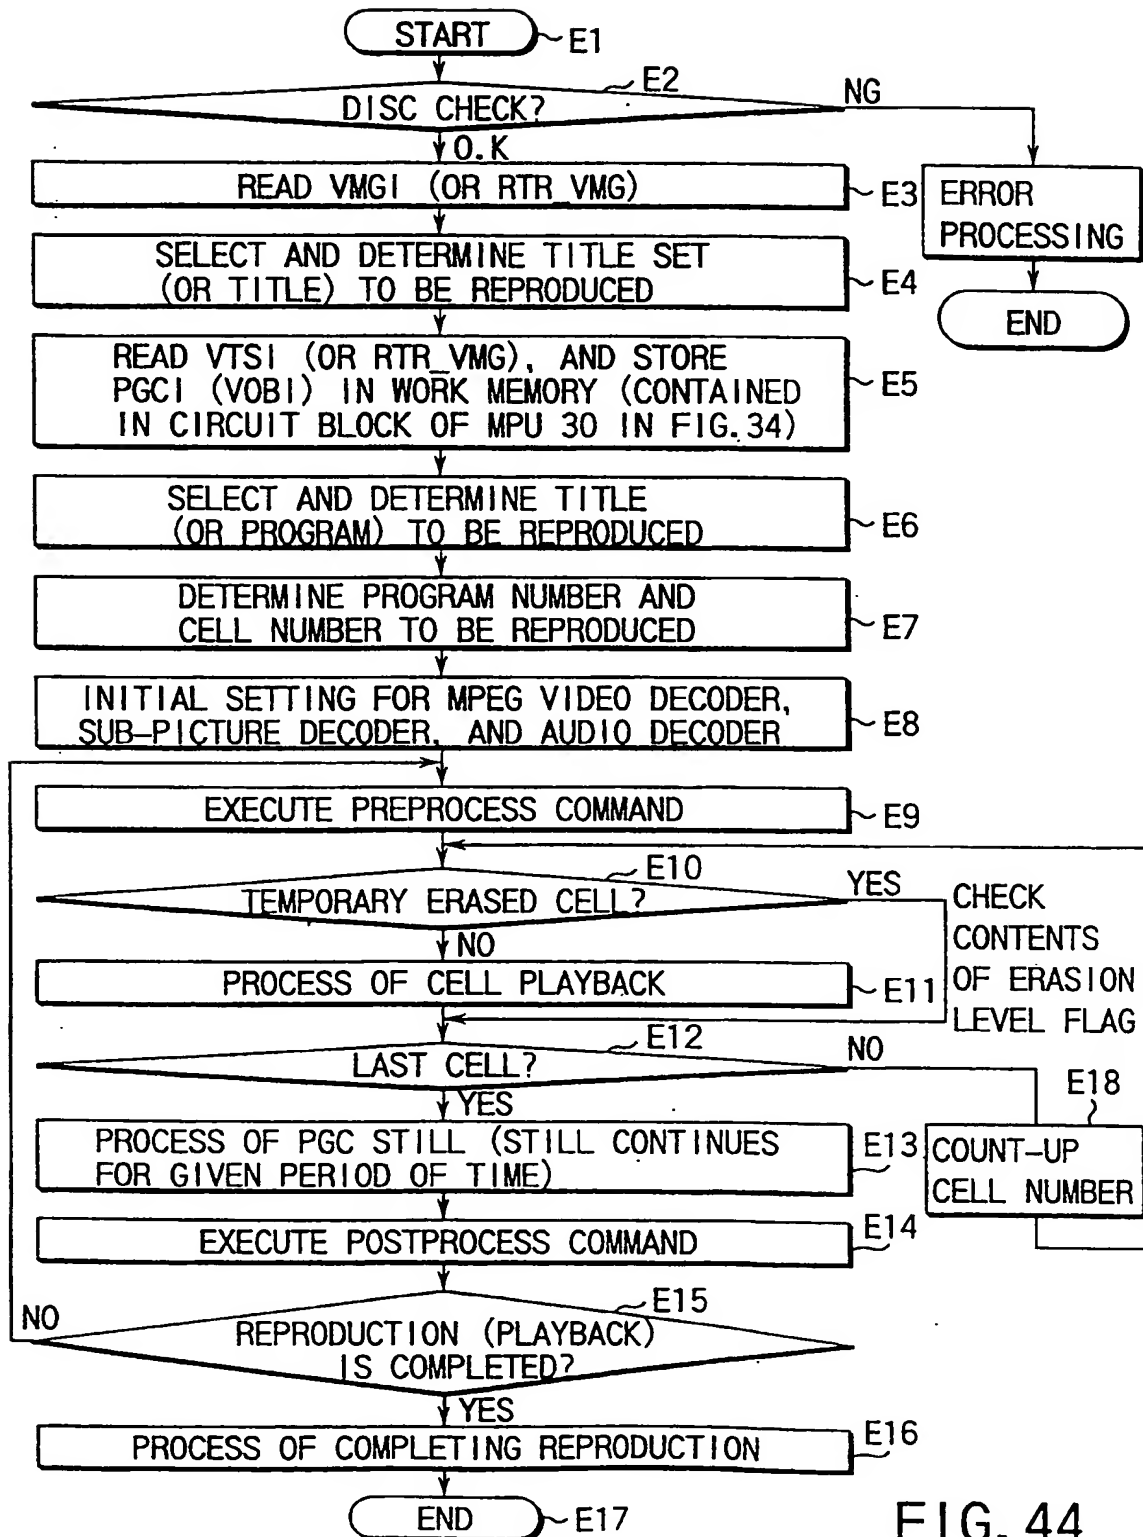 START
E1
E2
DISC CHECK?
NG
O.K
READ VMGI (OR RTR_VMG)
E3
ERROR
PROCESSING
END
SELECT AND DETERMINE TITLE SET
(OR TITLE) TO BE REPRODUCED
E4
READ VTSI (OR RTR_VMG), AND STORE
PGCI (VOBI) IN WORK MEMORY (CONTAINED
IN CIRCUIT BLOCK OF MPU 30 IN FIG.34)
E5
SELECT AND DETERMINE TITLE
(OR PROGRAM) TO BE REPRODUCED
E6
DETERMINE PROGRAM NUMBER AND
CELL NUMBER TO BE REPRODUCED
E7
INITIAL SETTING FOR MPEG VIDEO DECODER,
SUB-PICTURE DECODER, AND AUDIO DECODER
E8
EXECUTE PREPROCESS COMMAND
E9
E10
TEMPORARY ERASED CELL?
YES
CHECK
CONTENTS
OF ERASION
LEVEL FLAG
NO
PROCESS OF CELL PLAYBACK
E11
E12
LAST CELL?
NO
YES
E18
COUNT-UP
CELL NUMBER
PROCESS OF PGC STILL (STILL CONTINUES
FOR GIVEN PERIOD OF TIME)
E13
EXECUTE POSTPROCESS COMMAND
E14
E15
NO
REPRODUCTION (PLAYBACK)
IS COMPLETED?
YES
PROCESS OF COMPLETING REPRODUCTION
E16
END
E17
FIG. 44